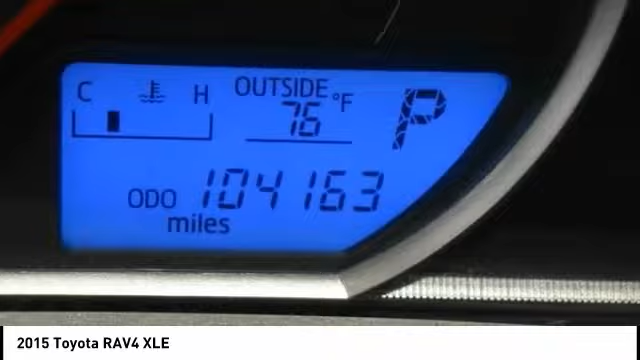 C H OUTSIDE
76 °F P
ODO 104163
miles
2015 Toyota RAV4 XLE